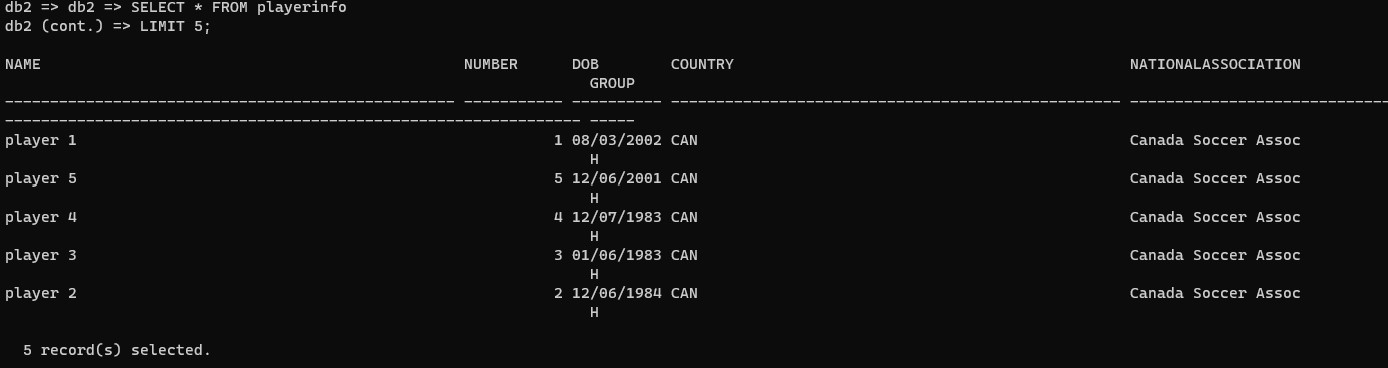 db2 => db2 => SELECT * FROM playerinfo
db2 (cont.) => LIMIT 5;
NAME                                               NUMBER      DOB        COUNTRY                                            NATIONALASSOCIATION
                                                                 GROUP
-------------------------------------------------- ----------- ---------- -------------------------------------------------- -----------------------------
---------------------------------------------------------------- -----
player 1                                                     1 08/03/2002 CAN                                                Canada Soccer Assoc
                                                                 H
player 5                                                     5 12/06/2001 CAN                                                Canada Soccer Assoc
                                                                 H
player 4                                                     4 12/07/1983 CAN                                                Canada Soccer Assoc
                                                                 H
player 3                                                     3 01/06/1983 CAN                                                Canada Soccer Assoc
                                                                 H
player 2                                                     2 12/06/1984 CAN                                                Canada Soccer Assoc
                                                                 H
  5 record(s) selected.